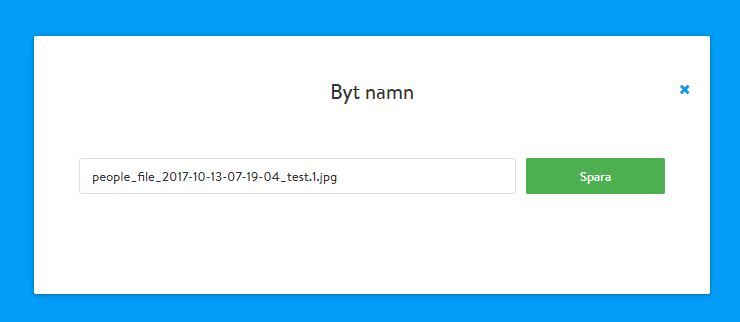 Byt namn
people_file_2017-10-13-07-19-04_test.1.jpg
Spara